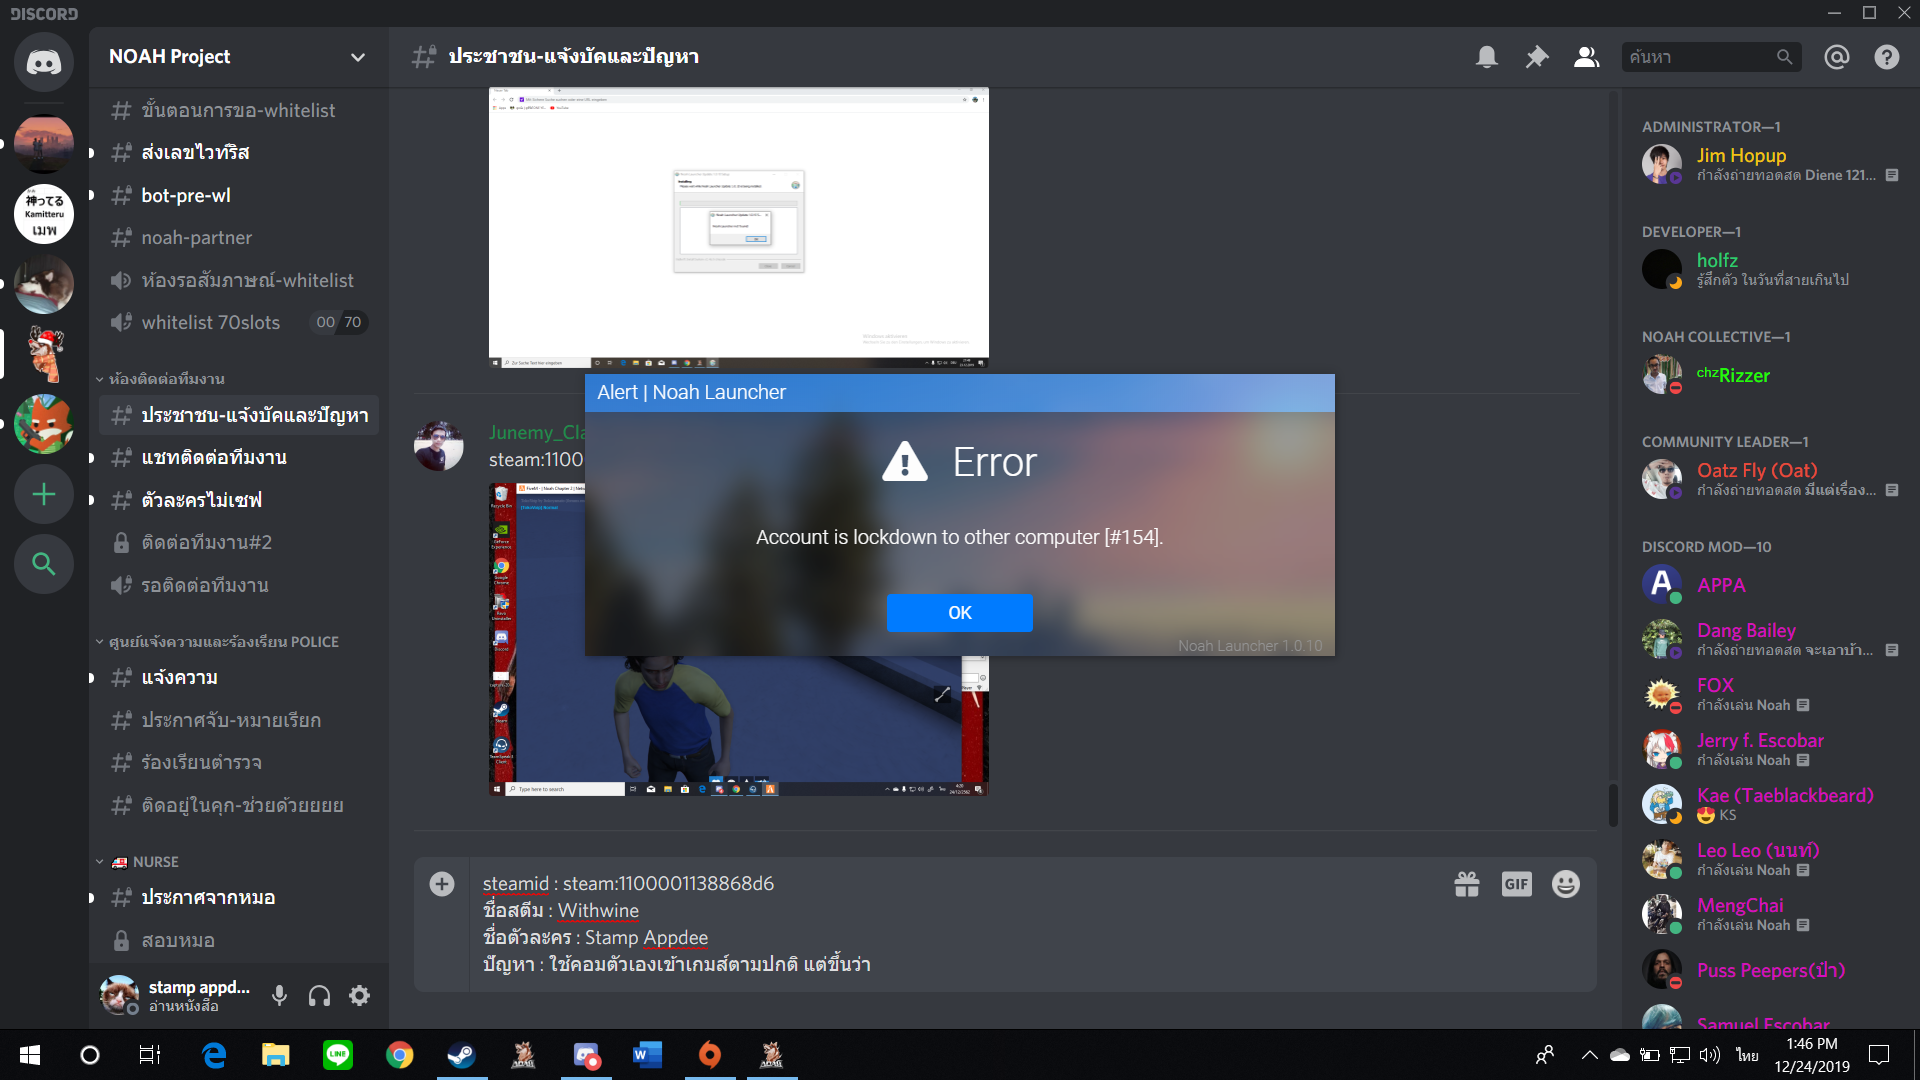 DISCORD
NOAH Project
ขั้นตอนการขอ-whitelist
ส่งเลขไวท์ริส
bot-pre-wl
noah-partner
ห้องรอสัมภาษณ์-whitelist
whitelist 70slots
00 70
ห้องติดต่อทีมงาน
ประชาชน-แจ้งบัคและปัญหา
แชทติดต่อทีมงาน
ตัวละครไม่เซฟ
ติดต่อทีมงาน#2
รอติดต่อทีมงาน
ศูนย์แจ้งความและร้องเรียน POLICE
แจ้งความ
ประกาศจับ-หมายเรียก
ร้องเรียนตำรวจ
ติดอยู่ในคุก-ช่วยด้วยยยย
NURSE
ประกาศจากหมอ
สอบหมอ
stamp appd...
อ่านหนังสือ
神ってる
Kamitteru
เมพ
ประชาชน-แจ้งบัคและปัญหา
ค้นหา
Junemy_Cla
steam:1100
Type here to search
Alert | Noah Launcher
Error
Account is lockdown to other computer [#154].
OK
Noah Launcher 1.0.10
steamid : steam:1100001138868d6
ชื่อสตีม : Withwine
ชื่อตัวละคร : Stamp Appdee
ปัญหา : ใช้คอมตัวเองเข้าเกมส์ตามปกติ แต่ขึ้นว่า
GIF
ADMINISTRATOR—1
Jim Hopup
กำลังถ่ายทอดสด Diene 121...
DEVELOPER—1
holfz
รู้สึกตัว ในวันที่สายเกินไป
NOAH COLLECTIVE—1
chzRizzer
COMMUNITY LEADER—1
Oatz Fly (Oat)
กำลังถ่ายทอดสด มีแต่เรื่อง...
DISCORD MOD—10
APPA
Dang Bailey
กำลังถ่ายทอดสด จะเอาบ้า...
FOX
กำลังเล่น Noah
Jerry f. Escobar
กำลังเล่น Noah
Kae (Taeblackbeard)
KS
Leo Leo (นนท์)
กำลังเล่น Noah
MengChai
กำลังเล่น Noah
Puss Peepers(ป๋า)
Samuel Escobar
LINE
ไทย
1:46 PM
12/24/2019